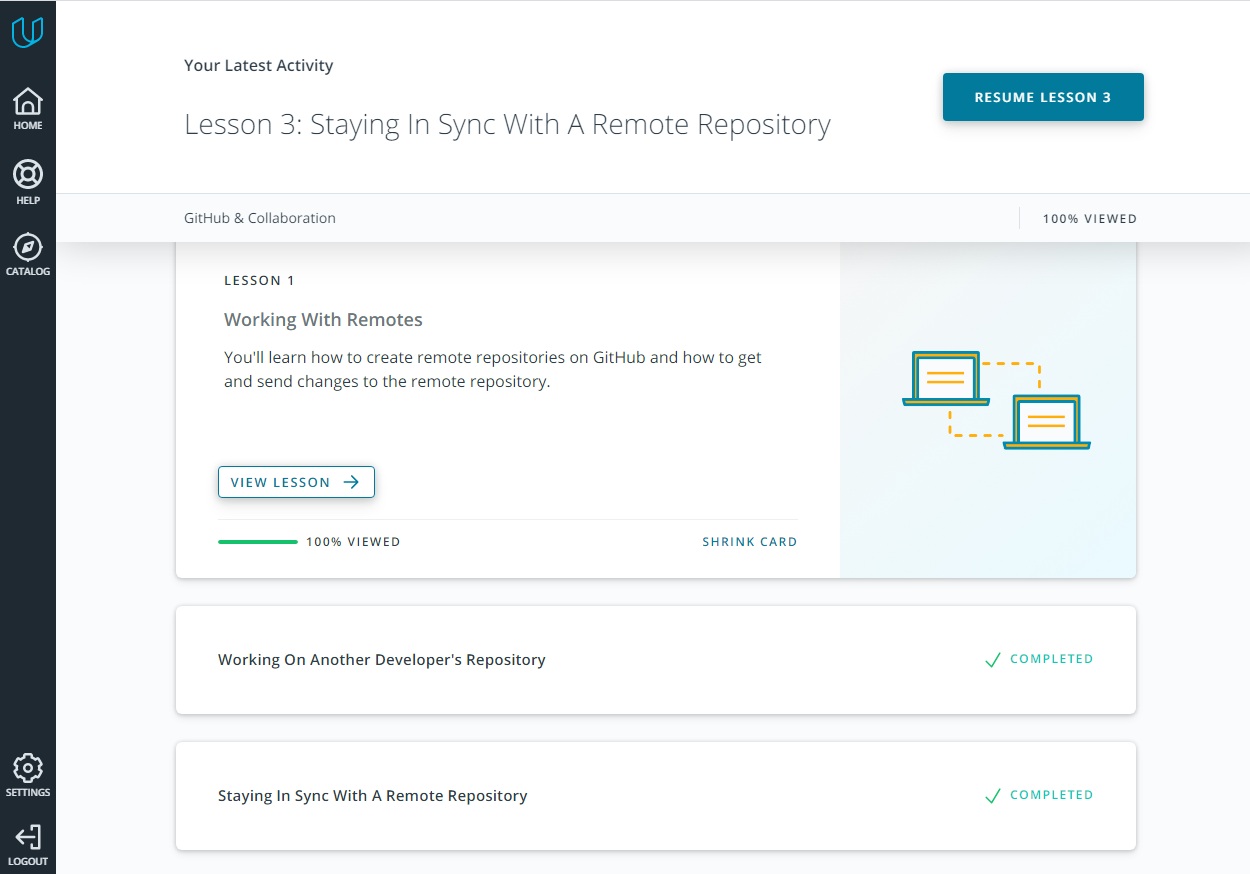 HOME
HELP
CATALOG
SETTINGS
LOGOUT
Your Latest Activity
Lesson 3: Staying In Sync With A Remote Repository
RESUME LESSON 3
GitHub & Collaboration
100% VIEWED
LESSON 1
Working With Remotes
You'll learn how to create remote repositories on GitHub and how to get
and send changes to the remote repository.
VIEW LESSON
100% VIEWED
SHRINK CARD
Working On Another Developer's Repository
COMPLETED
Staying In Sync With A Remote Repository
COMPLETED